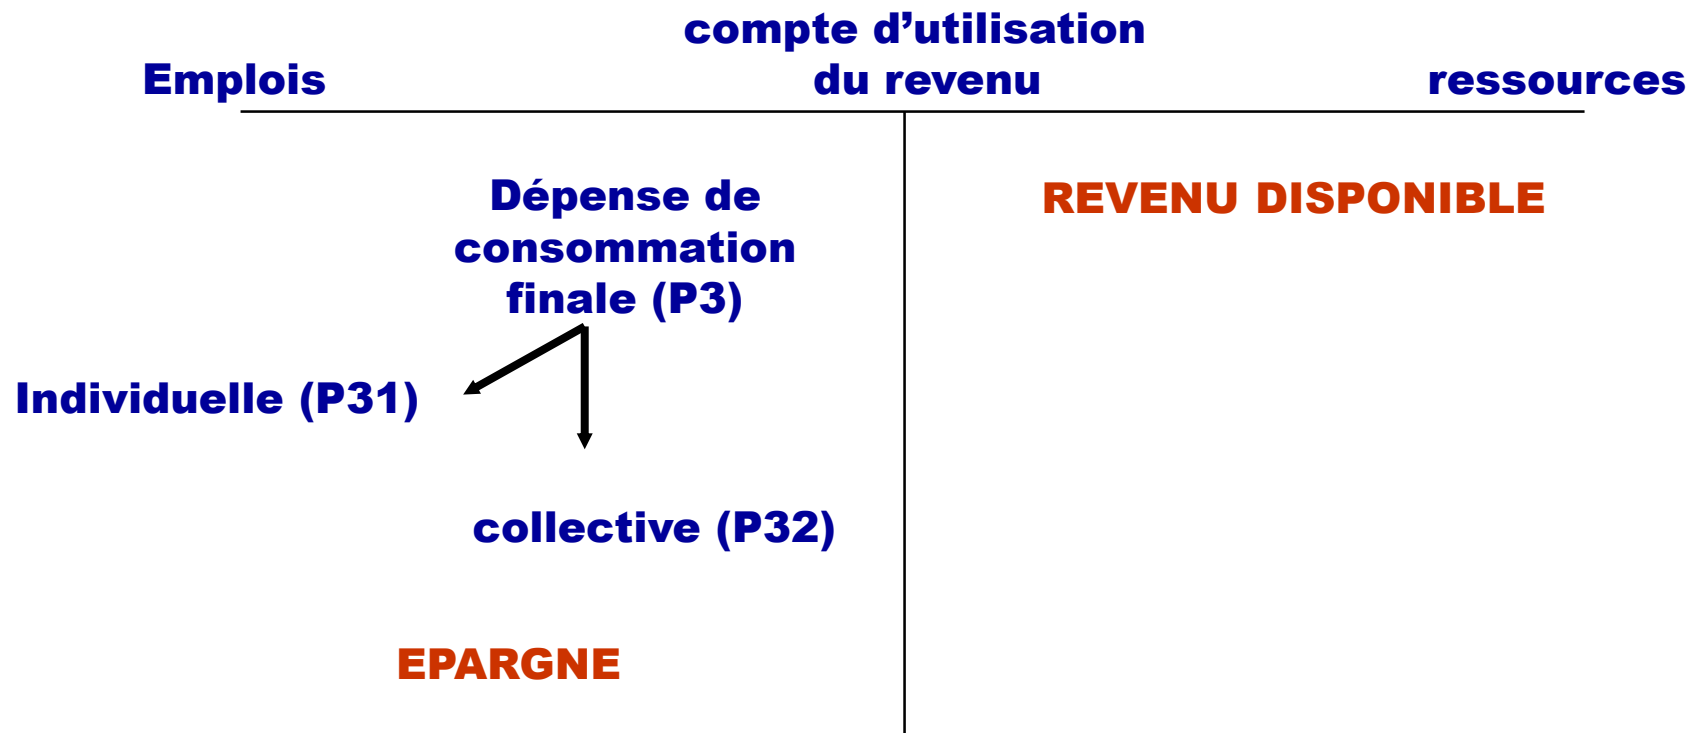 compte d’utilisation
Emplois
du revenu
ressources
Dépense de
consommation
finale (P3)
REVENU DISPONIBLE
Individuelle (P31)
collective (P32)
EPARGNE